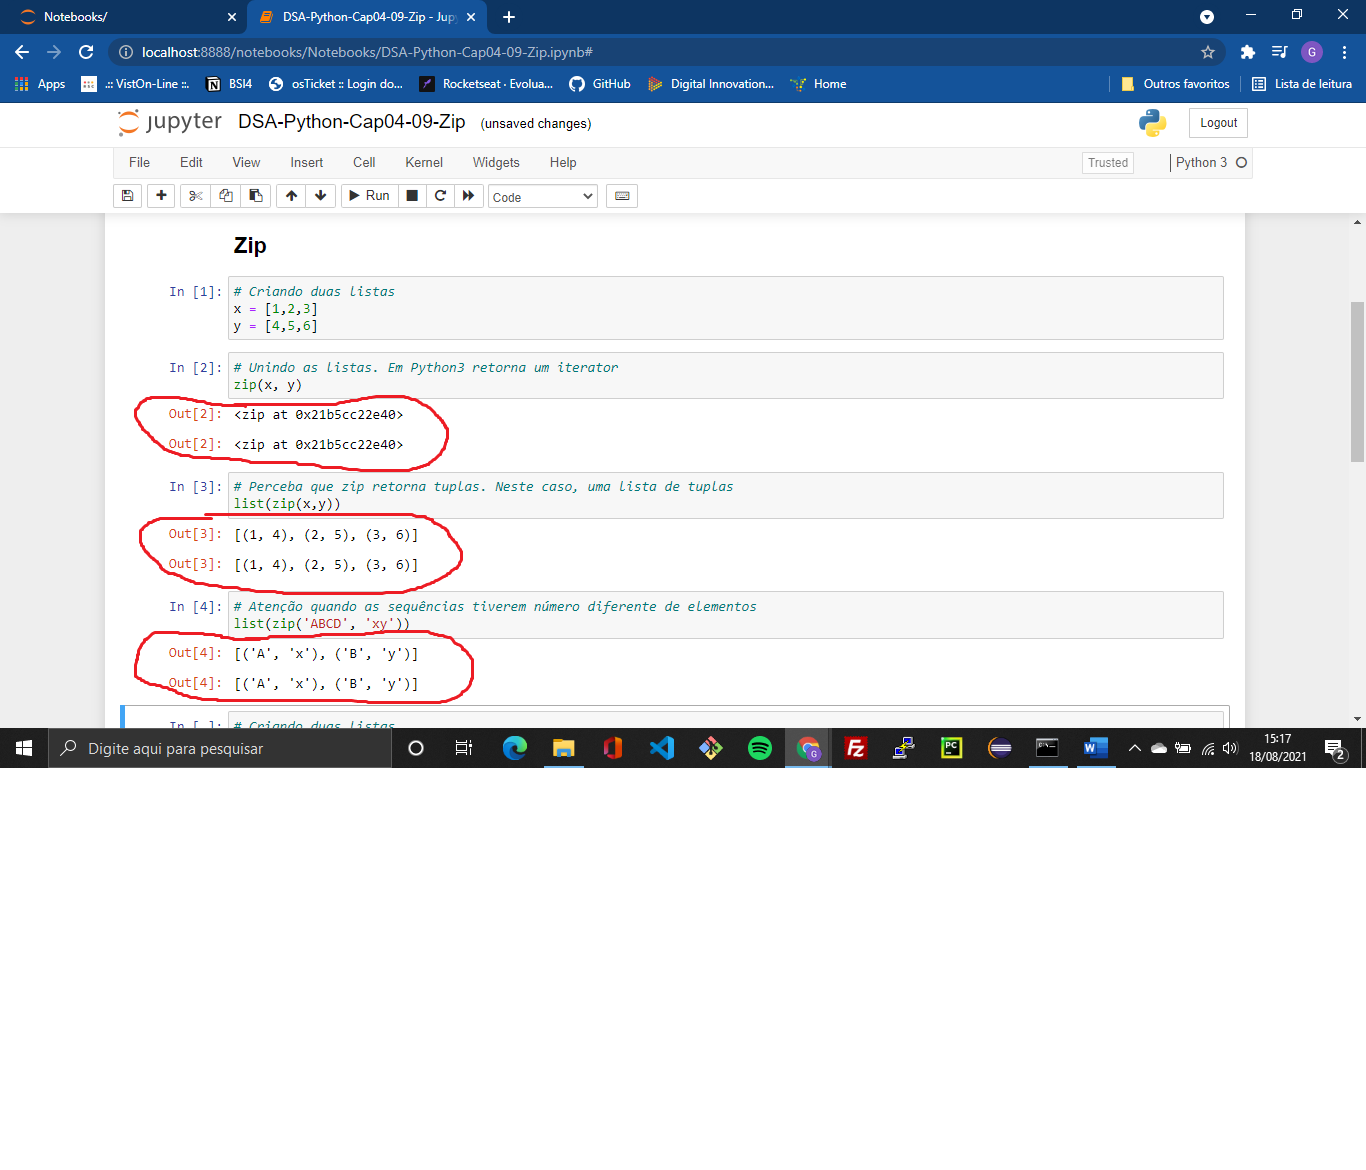 Notebooks/
DSA-Python-Cap04-09-Zip - Jup
localhost:8888/notebooks/Notebooks/DSA-Python-Cap04-09-Zip.ipynb#
G
Apps
.:: VistOn-Line ::.
BSI4
osTicket :: Login do...
Rocketseat · Evolua...
GitHub
Digital Innovation...
Home
Outros favoritos
Lista de leitura
jupyter DSA-Python-Cap04-09-Zip (unsaved changes)
Logout
File Edit View Insert Cell Kernel Widgets Help
Trusted
Python 3
Run
Code
Zip
In [1]: # Criando duas listas
x = [1,2,3]
y = [4,5,6]
In [2]: # Unindo as listas. Em Python3 retorna um iterator
zip(x, y)
Out[2]: <zip at 0x21b5cc22e40>
Out[2]: <zip at 0x21b5cc22e40>
In [3]: # Perceba que zip retorna tuplas. Neste caso, uma lista de tuplas
list(zip(x,y))
Out[3]: [(1, 4), (2, 5), (3, 6)]
Out[3]: [(1, 4), (2, 5), (3, 6)]
In [4]: # Atenção quando as sequências tiverem número diferente de elementos
list(zip('ABCD', 'xy'))
Out[4]: [('A', 'x'), ('B', 'y')]
Out[4]: [('A', 'x'), ('B', 'y')]
In [ ]: # Criando duas listas
Digite aqui para pesquisar
15:17
18/08/2021
2